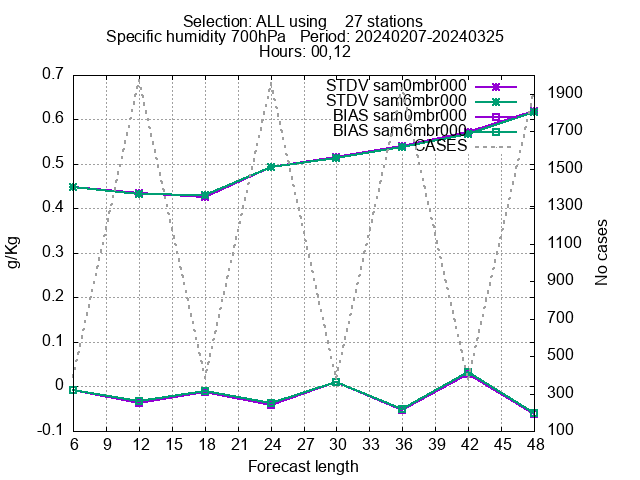 Selection: ALL using    27 stations
Specific humidity 700hPa   Period: 20240207-20240325
Hours: 00,12
STDV sam0mbr000
STDV sam6mbr000
BIAS sam0mbr000
BIAS sam6mbr000
CASES
0.7
0.6
0.5
0.4
0.3
0.2
0.1
0
-0.1
g/Kg
1900
1700
1500
1300
1100
900
700
500
300
100
No cases
6 9 12 15 18 21 24 27 30 33 36 39 42 45 48
Forecast length